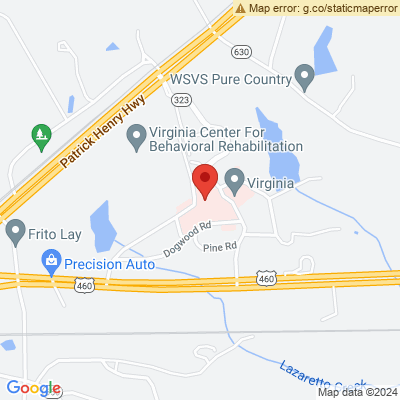 Map error: g.co/staticmaperror
630
WSVS Pure Country
323
Patrick Henry Hwy
Virginia Center For
Behavioral Rehabilitation
Virginia
Dogwood Rd
Pine Rd
Frito Lay
Precision Auto
460
460
Lazaretto Creek
Google
Map data ©2024